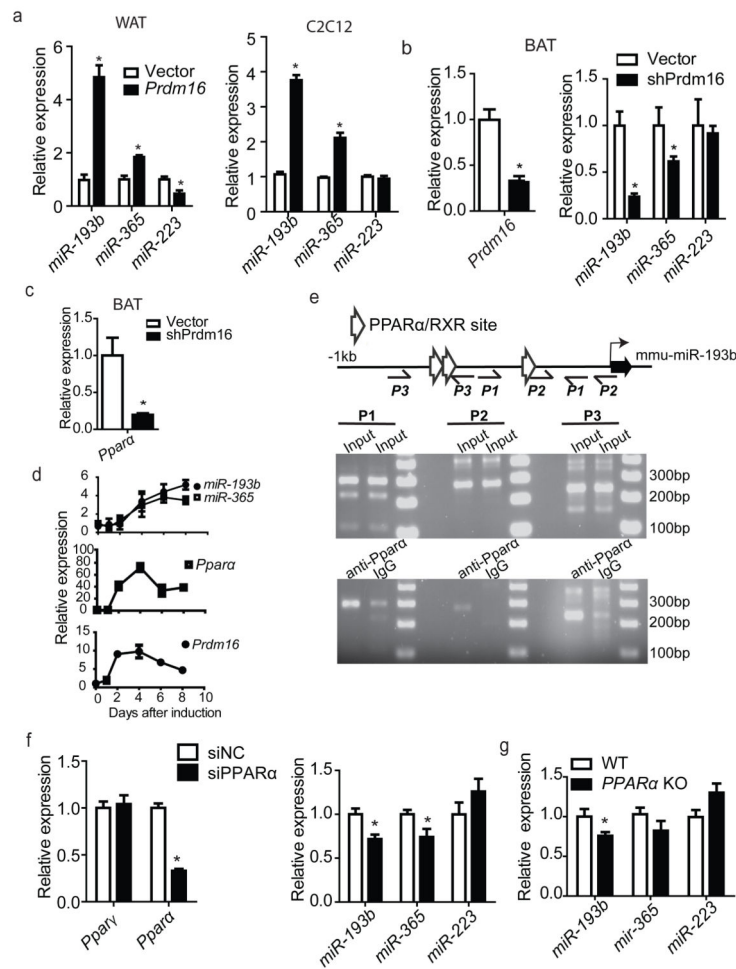 a
WAT
Relative expression
6
4
2
0
Vector
Prdm16
*
*
*
miR-193b
miR-365
miR-223
C2C12
Relative expression
5
4
3
2
1
0
*
*
miR-193b
miR-365
miR-223
b
BAT
Relative expression
1.5
1.0
0.5
0.0
*
Prdm16
Vector
shPrdm16
Relative expression
1.5
1.0
0.5
0.0
*
*
miR-193b
miR-365
miR-223
c
BAT
Relative expression
1.5
1.0
0.5
0.0
Vector
shPrdm16
*
Pparα
d
Relative expression
6
4
2
0
miR-193b
miR-365
100
80
60
40
20
0
Pparα
15
10
5
0
Prdm16
0 2 4 6 8 10
Days after induction
e
PPARα/RXR site
-1kb
mmu-miR-193b
P3 P3 P1 P2 P1 P2
P1 P2 P3
Input Input Input Input Input Input
300bp
200bp
100bp
anti-Pparα IgG anti-Pparα IgG anti-Pparα IgG
300bp
200bp
100bp
f
siNC
siPPARα
Relative expression
1.5
1.0
0.5
0.0
*
Pparγ
Pparα
Relative expression
1.5
1.0
0.5
0.0
*
*
miR-193b
miR-365
miR-223
g
WT
PPARα KO
Relative expression
1.5
1.0
0.5
0.0
*
miR-193b
mir-365
miR-223